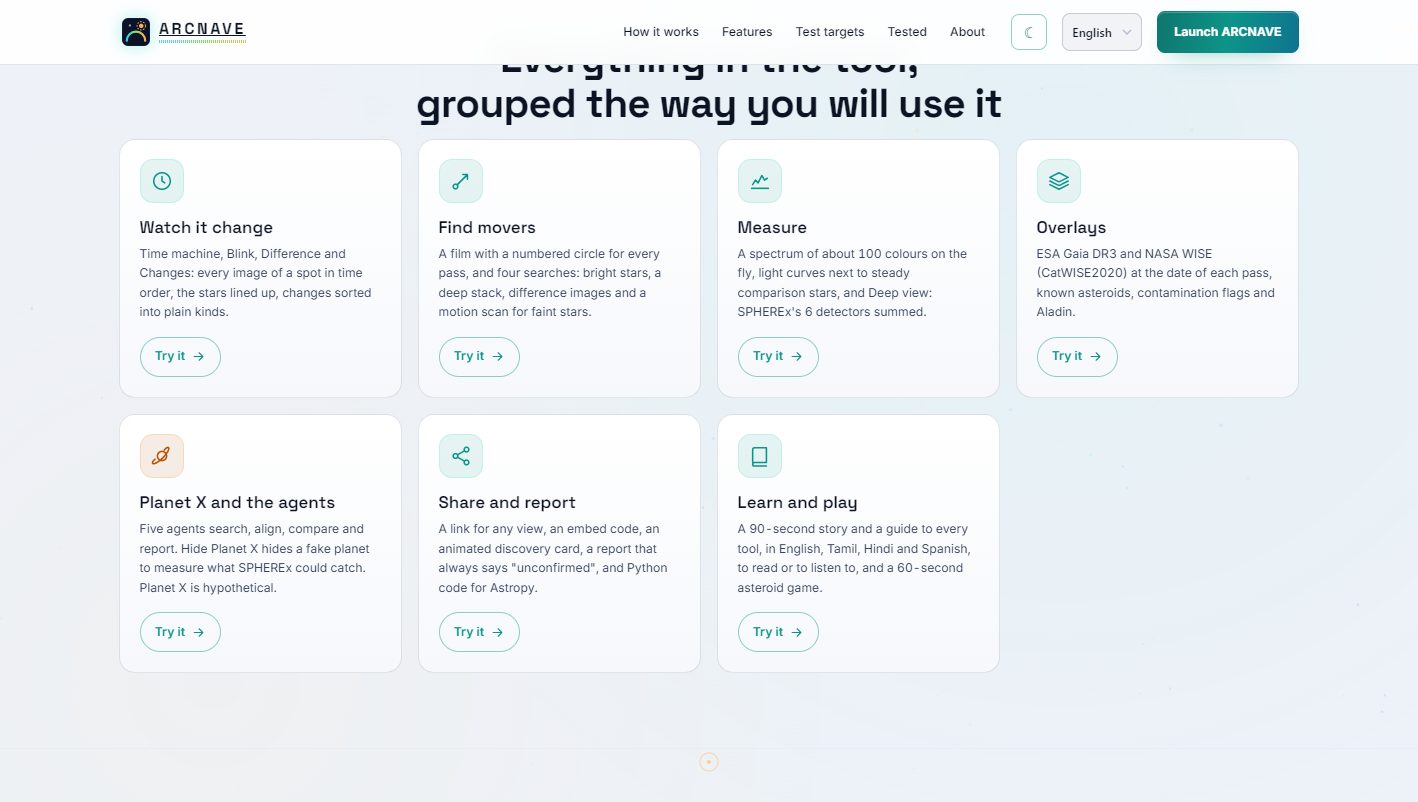 ARCNAVE
How it works
Features
Test targets
Tested
About
English
Launch ARCNAVE
Everything in the tool,
grouped the way you will use it
Watch it change
Time machine, Blink, Difference and
Changes: every image of a spot in time
order, the stars lined up, changes sorted
into plain kinds.
Try it →
Find movers
A film with a numbered circle for every
pass, and four searches: bright stars, a
deep stack, difference images and a
motion scan for faint stars.
Try it →
Measure
A spectrum of about 100 colours on the
fly, light curves next to steady
comparison stars, and Deep view:
SPHEREx's 6 detectors summed.
Try it →
Overlays
ESA Gaia DR3 and NASA WISE
(CatWISE2020) at the date of each pass,
known asteroids, contamination flags and
Aladin.
Try it →
Planet X and the agents
Five agents search, align, compare and
report. Hide Planet X hides a fake planet
to measure what SPHEREx could catch.
Planet X is hypothetical.
Try it →
Share and report
A link for any view, an embed code, an
animated discovery card, a report that
always says "unconfirmed", and Python
code for Astropy.
Try it →
Learn and play
A 90-second story and a guide to every
tool, in English, Tamil, Hindi and Spanish,
to read or to listen to, and a 60-second
asteroid game.
Try it →